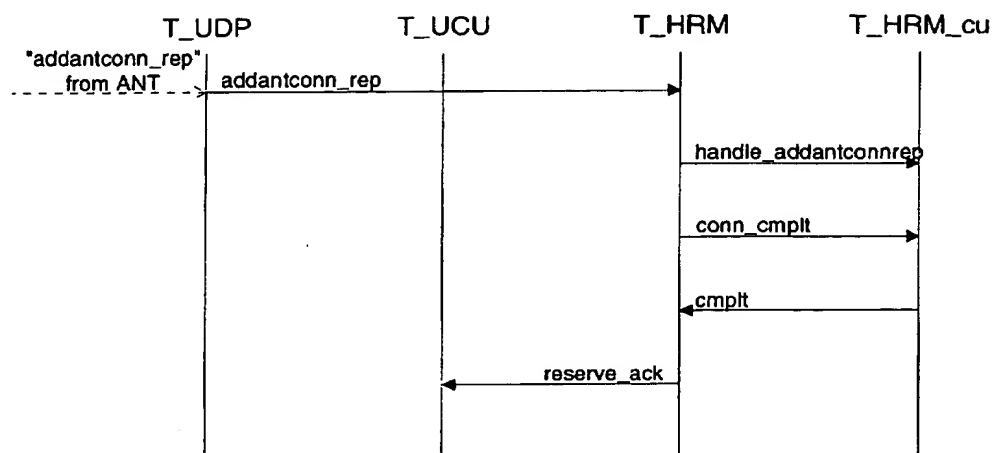 T_UDP T_UCU T_HRM T_HRM_cu
"addantconn_rep"
from ANT addantconn_rep
handle_addantconnrep
conn_cmplt
cmplt
reserve_ack